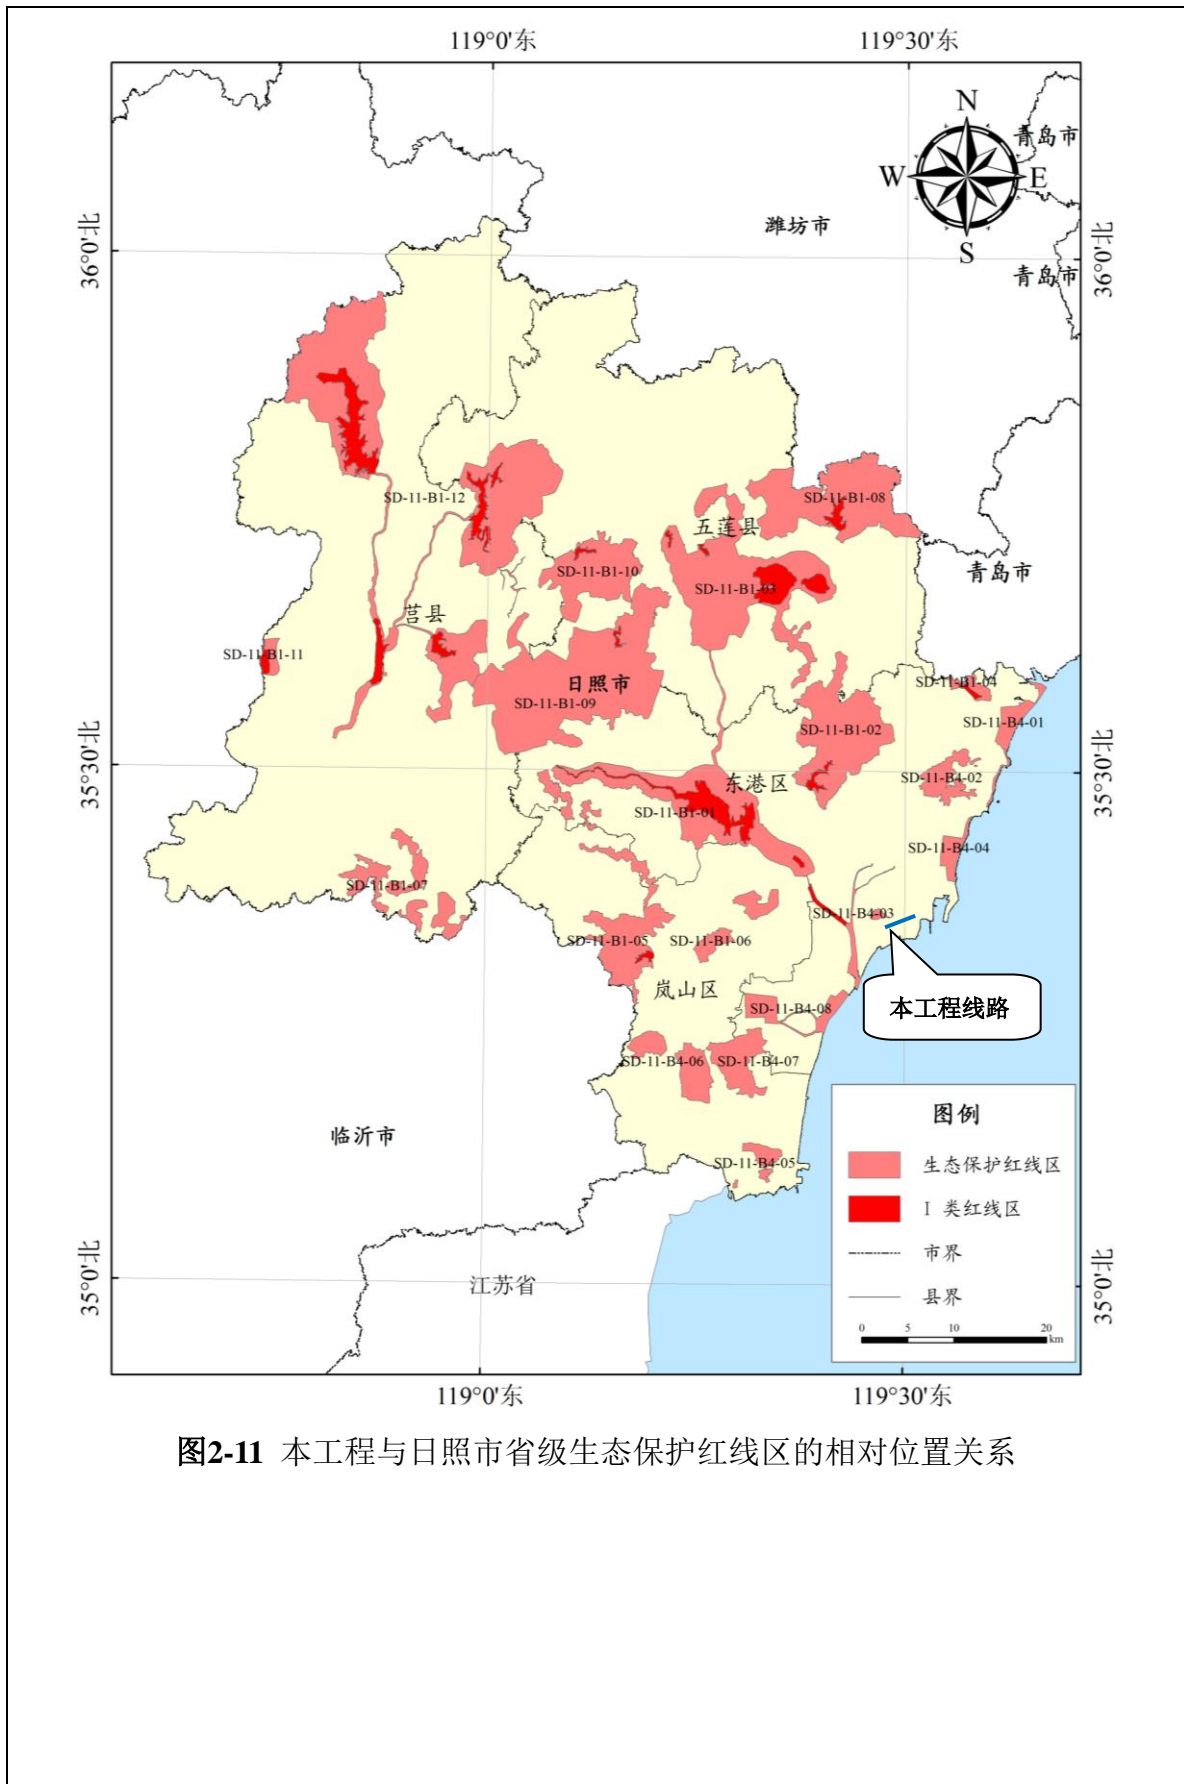 119°0'东
119°30'东
N
青岛市
W
E
潍坊市
S
36°0'北
36°0'北
青岛市
SD-11-B1-12
SD-11-B1-08
五莲县
SD-11-B1-10
青岛市
SD-11-B1-03
莒县
SD-11-B1-11
日照市
SD-11-B1-04
SD-11-B1-09
SD-11-B4-01
SD-11-B1-02
35°30'北
35°30'北
东港区
SD-11-B4-02
SD-11-B1-01
SD-11-B4-04
SD-11-B1-07
SD-11-B4-03
SD-11-B1-05
SD-11-B1-06
岚山区
本工程线路
SD-11-B4-08
SD-11-B4-06
SD-11-B4-07
图例
临沂市
SD-11-B4-05
生态保护红线区
I 类红线区
市界
35°0'北
35°0'北
江苏省
县界
0 5 10 20
km
119°0'东
119°30'东
图2-11 本工程与日照市省级生态保护红线区的相对位置关系